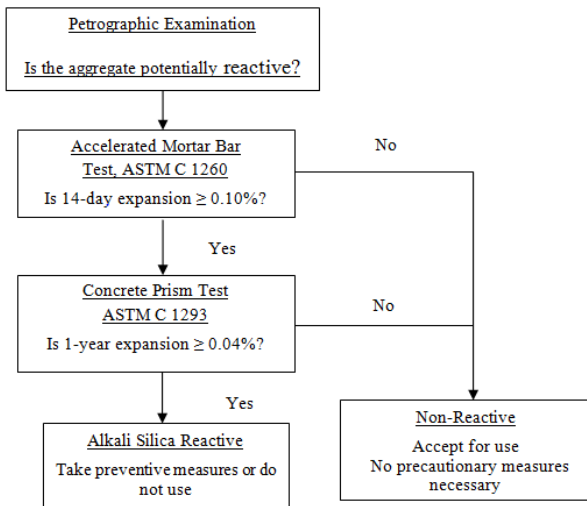 Petrographic Examination
Is the aggregate potentially reactive?
Accelerated Mortar Bar
Test, ASTM C 1260
Is 14-day expansion ≥ 0.10%?
No
Yes
Concrete Prism Test
ASTM C 1293
Is 1-year expansion ≥ 0.04%?
No
Yes
Alkali Silica Reactive
Take preventive measures or do
not use
Non-Reactive
Accept for use
No precautionary measures
necessary